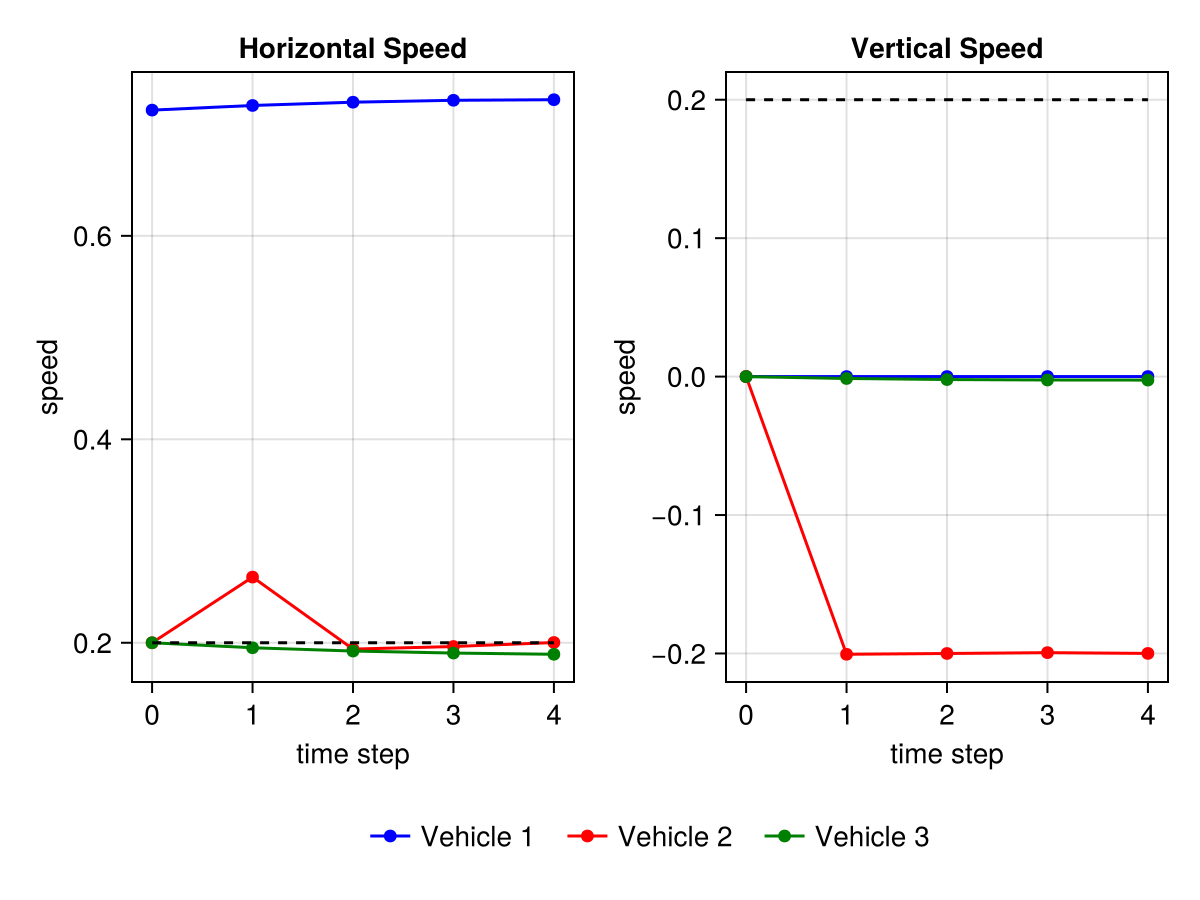 Horizontal Speed
speed
0.6
0.4
0.2
0 1 2 3 4
time step
Vertical Speed
speed
0.2
0.1
0.0
−0.1
−0.2
0 1 2 3 4
time step
Vehicle 1 Vehicle 2 Vehicle 3